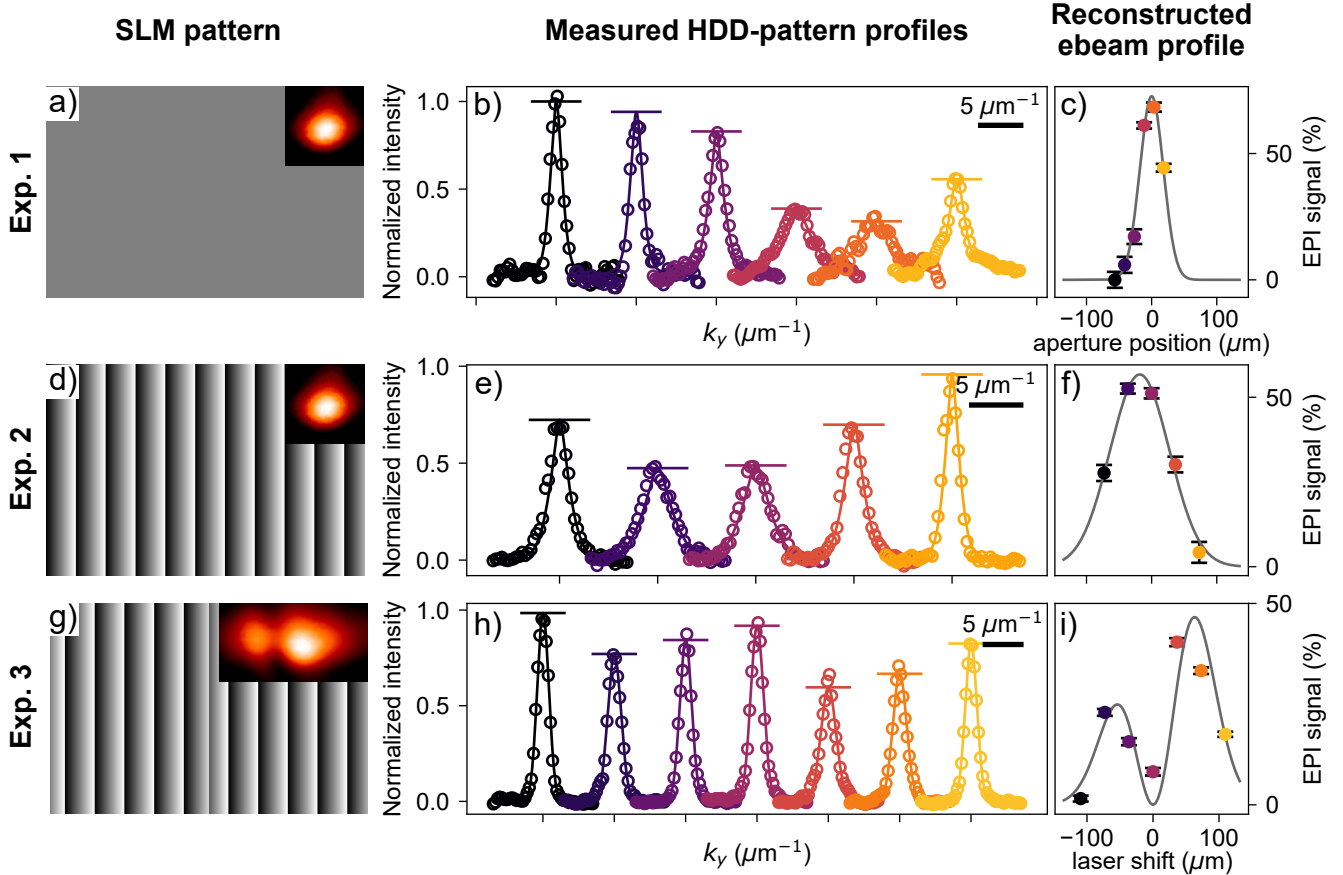 SLM pattern
Measured HDD-pattern profiles
Reconstructed
ebeam profile
Exp. 1
a)
Normalized intensity
1.0
0.5
0.0
b)
5 µm⁻¹
k_y (µm⁻¹)
c)
50
0
EPI signal (%)
−100 0 100
aperture position (µm)
Exp. 2
d)
Normalized intensity
1.0
0.5
0.0
e)
5 µm⁻¹
f)
50
0
EPI signal (%)
Exp. 3
g)
Normalized intensity
1.0
0.5
0.0
h)
5 µm⁻¹
k_y (µm⁻¹)
i)
50
0
EPI signal (%)
−100 0 100
laser shift (µm)